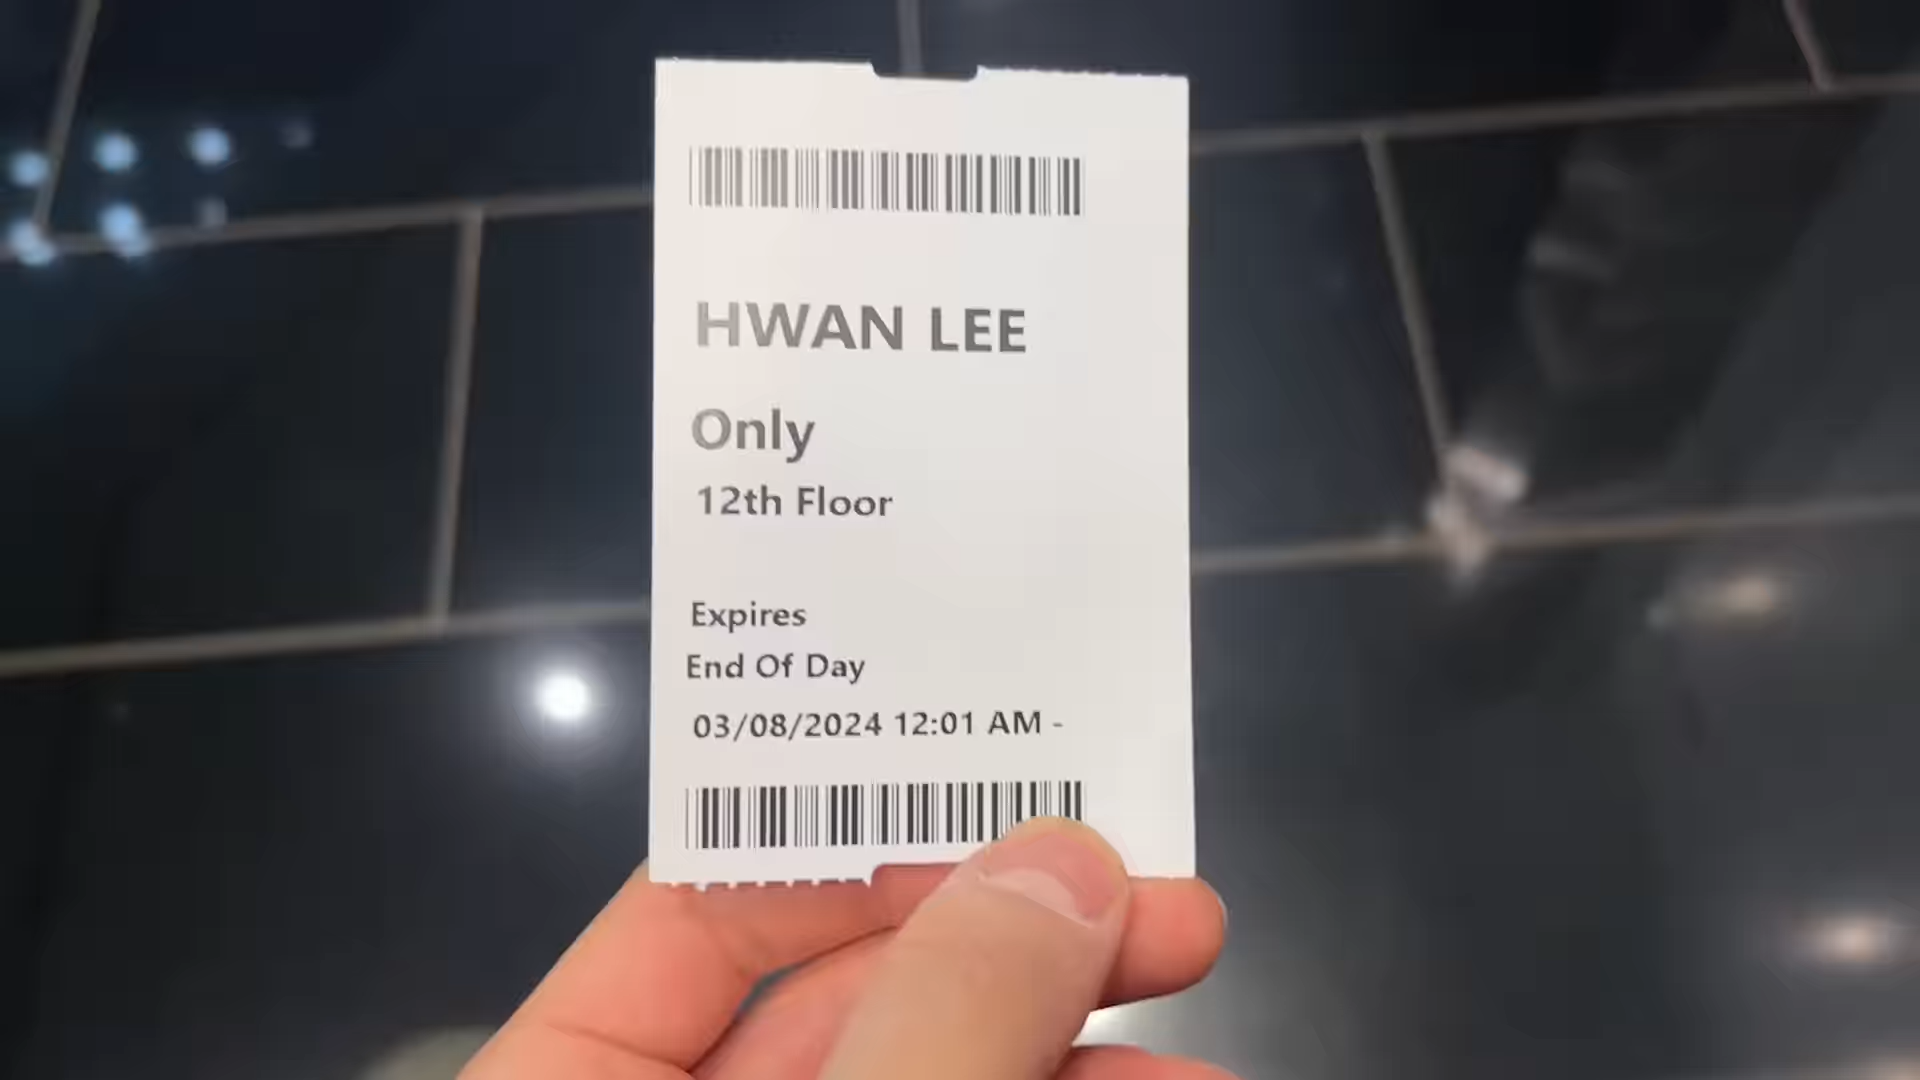 HWAN LEE
Only
12th Floor
Expires
End Of Day
03/08/2024 12:01 AM -